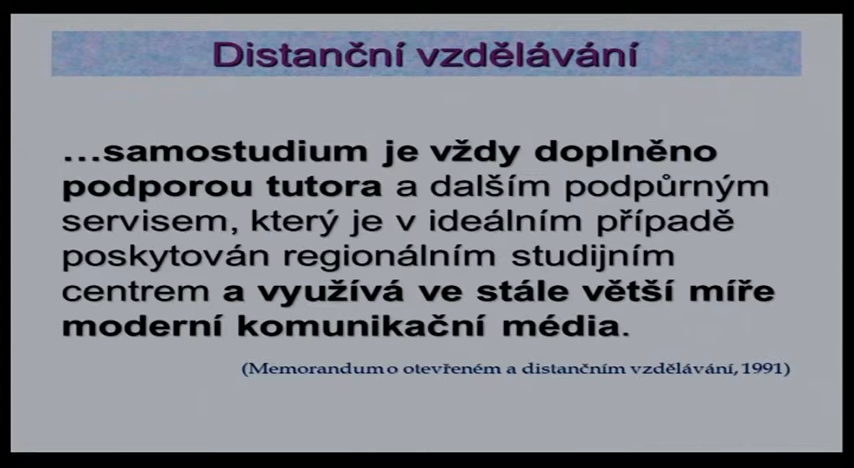 Distanční vzdělávání
…samostudium je vždy doplněno
podporou tutora a dalším podpůrným
servisem, který je v ideálním případě
poskytován regionálním studijním
centrem a využívá ve stále větší míře
moderní komunikační média.
(Memorandum o otevřeném a distančním vzdělávání, 1991)